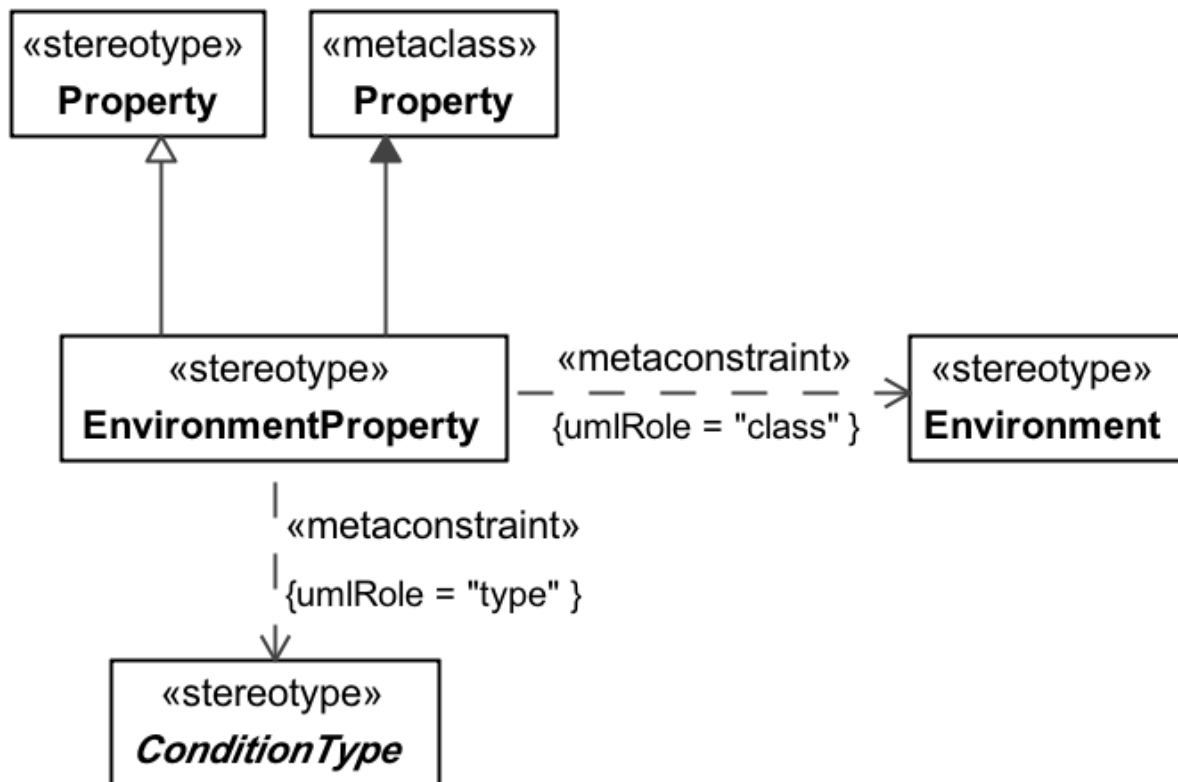 «stereotype»
Property
«metaclass»
Property
«stereotype»
EnvironmentProperty
«metaconstraint»
{umlRole = "class" }
«stereotype»
Environment
«metaconstraint»
{umlRole = "type" }
«stereotype»
ConditionType